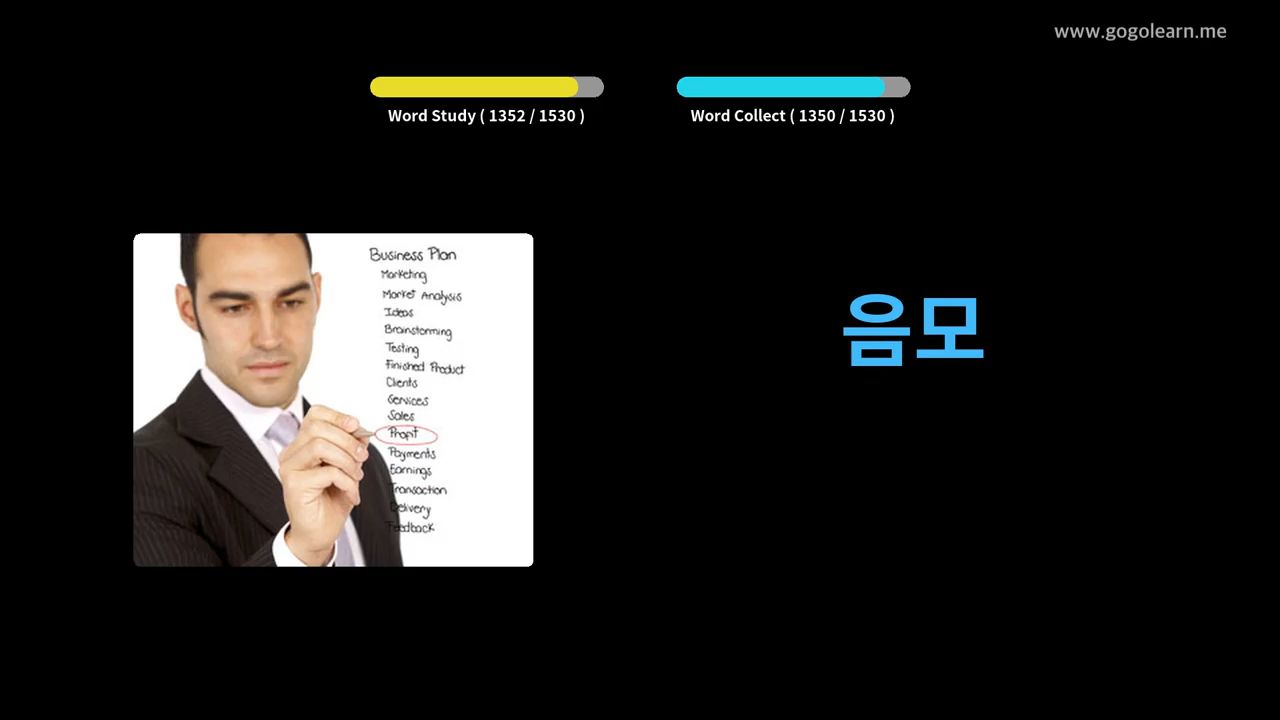 www.gogolearn.me
Word Study ( 1352 / 1530 )
Word Collect ( 1350 / 1530 )
Business Plan
Marketing
Market Analysis
Ideas
Brainstorming
Testing
Finished Product
Clients
Services
Sales
Profit
Payments
Earnings
Transaction
Delivery
Feedback
음모